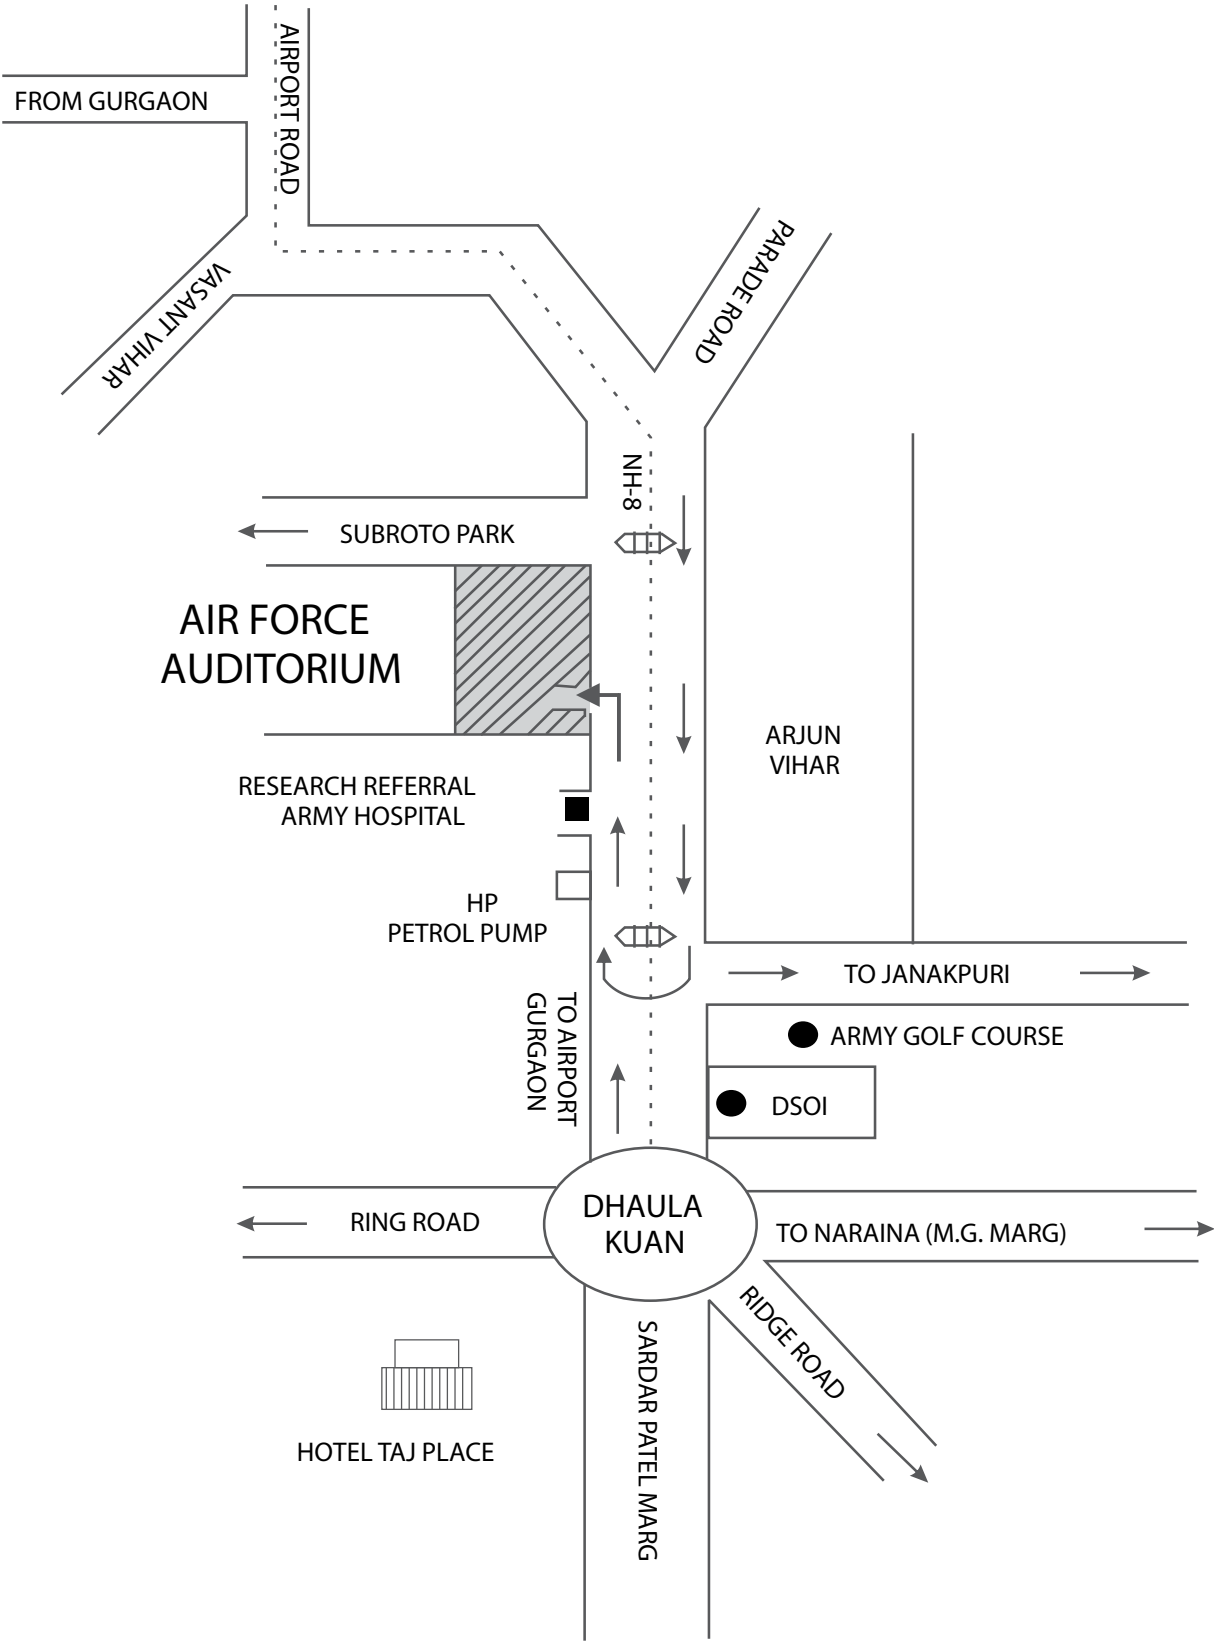 AIRPORT ROAD
FROM GURGAON
PARADE ROAD
VASANT VIHAR
NH-8
SUBROTO PARK
AIR FORCE
AUDITORIUM
ARJUN
VIHAR
RESEARCH REFERRAL
ARMY HOSPITAL
HP
PETROL PUMP
TO JANAKPURI
TO AIRPORT
GURGAON
ARMY GOLF COURSE
DSOI
DHAULA
KUAN
RING ROAD
TO NARAINA (M.G. MARG)
RIDGE ROAD
SARDAR PATEL MARG
HOTEL TAJ PLACE